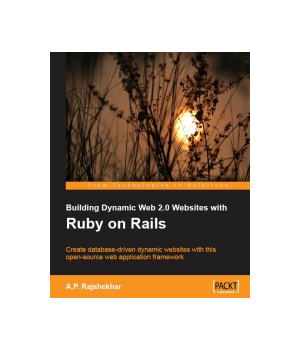 From Technologies to Solutions
Building Dynamic Web 2.0 Websites with
Ruby on Rails
Create database-driven dynamic websites with this
open-source web application framework
A.P. Rajshekhar
PACKT
PUBLISHING